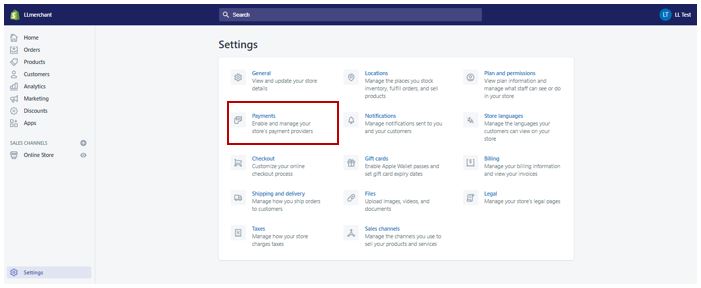 LLmerchant
Search
LT LL Test
Home
Orders
Products
Customers
Analytics
Marketing
Discounts
Apps
SALES CHANNELS
Online Store
Settings
Settings
General
View and update your store
details
Locations
Manage the places you stock
inventory, fulfill orders, and sell
products
Plan and permissions
View plan information and
manage what staff can see or do
in your store
Payments
Enable and manage your
store's payment providers
Notifications
Manage notifications sent to you
and your customers
Store languages
Manage the languages your
customers can view on your
store
Checkout
Customize your online
checkout process
Gift cards
Enable Apple Wallet passes and
set gift card expiry dates
Billing
Manage your billing information
and view your invoices
Shipping and delivery
Manage how you ship orders
to customers
Files
Upload images, videos, and
documents
Legal
Manage your store's legal pages
Taxes
Manage how your store
charges taxes
Sales channels
Manage the channels you use to
sell your products and services